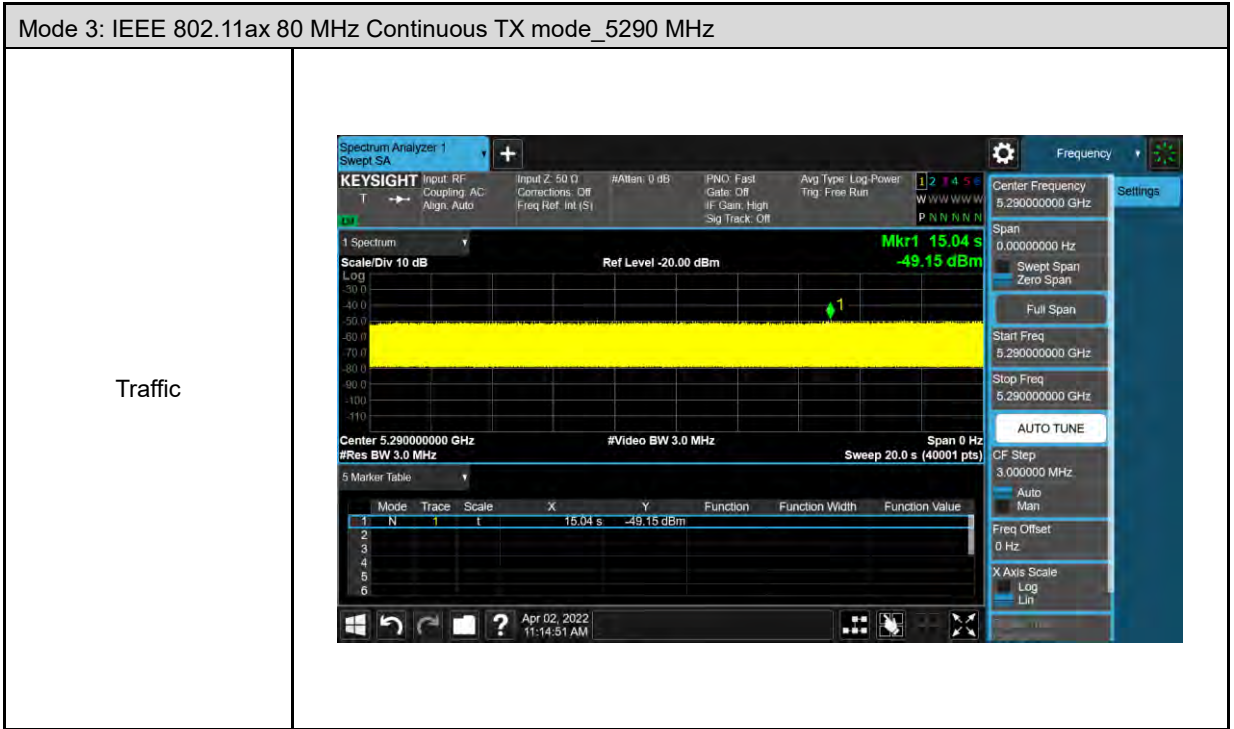 Mode 3: IEEE 802.11ax 80 MHz Continuous TX mode_5290 MHz
Traffic
Spectrum Analyzer 1
Swept SA
Frequency
KEYSIGHT
T
Input: RF
Coupling: AC
Align: Auto
Input Z: 50 Ω
Corrections: Off
Freq Ref: Int (S)
#Atten: 0 dB
PNO: Fast
Gate: Off
IF Gain: High
Sig Track: Off
Avg Type: Log-Power
Trig: Free Run
1 2 3 4 5 6
W W W W W W
P N N N N N
Center Frequency
5.290000000 GHz
Settings
Span
0.00000000 Hz
Swept Span
Zero Span
Full Span
Start Freq
5.290000000 GHz
Stop Freq
5.290000000 GHz
AUTO TUNE
CF Step
3.000000 MHz
Auto
Man
Freq Offset
0 Hz
X Axis Scale
Log
Lin
1 Spectrum
Mkr1 15.04 s
Scale/Div 10 dB
Ref Level -20.00 dBm
-49.15 dBm
Log
-30.0
-40.0
-50.0
-60.0
-70.0
-80.0
-90.0
-100
-110
1
Center 5.290000000 GHz
#Video BW 3.0 MHz
Span 0 Hz
#Res BW 3.0 MHz
Sweep 20.0 s (40001 pts)
5 Marker Table
Mode Trace Scale X Y Function Function Width Function Value
1 N 1 t 15.04 s -49.15 dBm
2
3
4
5
6
?
Apr 02, 2022
11:14:51 AM